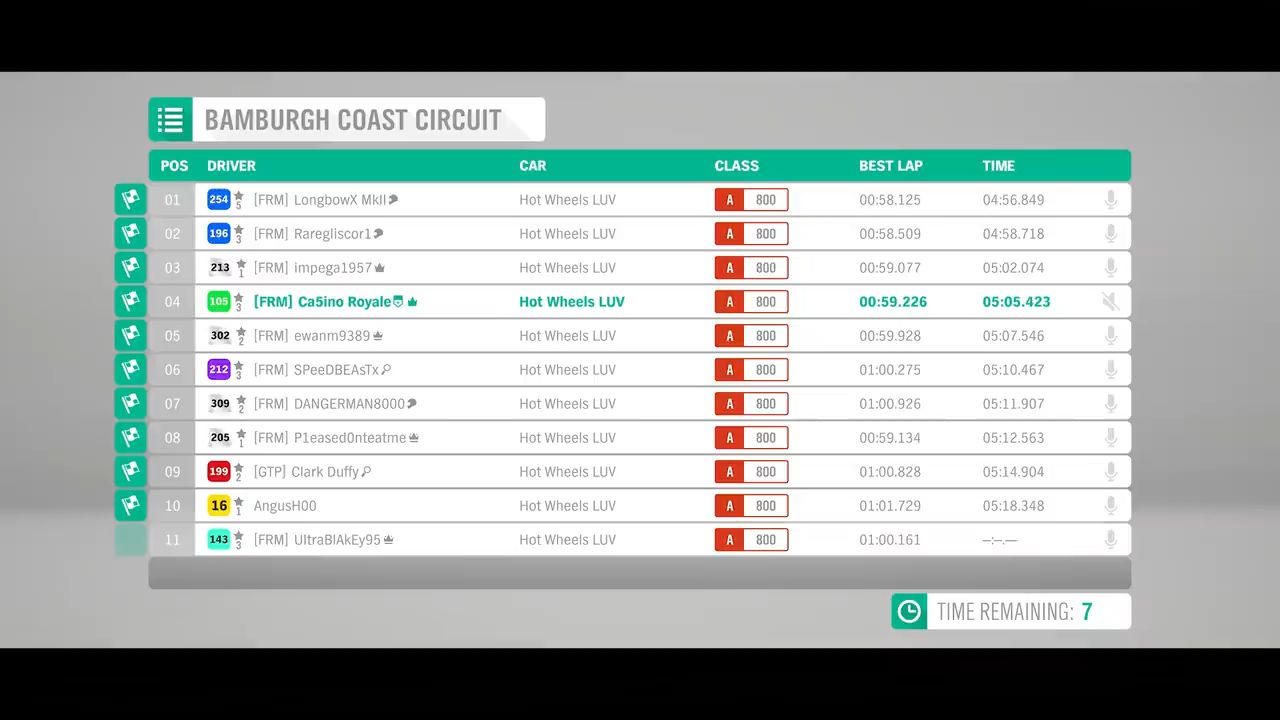 BAMBURGH COAST CIRCUIT
POS DRIVER CAR CLASS BEST LAP TIME
01 254 5 [FRM] LongbowX MkII Hot Wheels LUV A 800 00:58.125 04:56.849
02 196 3 [FRM] Raregliscor1 Hot Wheels LUV A 800 00:58.509 04:58.718
03 213 1 [FRM] impega1957 Hot Wheels LUV A 800 00:59.077 05:02.074
04 105 3 [FRM] Ca5ino Royale Hot Wheels LUV A 800 00:59.226 05:05.423
05 302 2 [FRM] ewanm9389 Hot Wheels LUV A 800 00:59.928 05:07.546
06 212 3 [FRM] SPeeDBEAsTx Hot Wheels LUV A 800 01:00.275 05:10.467
07 309 2 [FRM] DANGERMAN8000 Hot Wheels LUV A 800 01:00.926 05:11.907
08 205 1 [FRM] P1eased0nteatme Hot Wheels LUV A 800 00:59.134 05:12.563
09 199 2 [GTP] Clark Duffy Hot Wheels LUV A 800 01:00.828 05:14.904
10 16 1 AngusH00 Hot Wheels LUV A 800 01:01.729 05:18.348
11 143 3 [FRM] UltraBlAkEy95 Hot Wheels LUV A 800 01:00.161 –:–.––
TIME REMAINING: 7